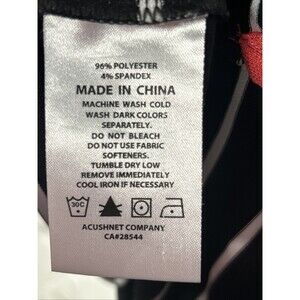 96% POLYESTER
4% SPANDEX
MADE IN CHINA
MACHINE WASH COLD
WASH DARK COLORS
SEPARATELY.
DO NOT BLEACH
DO NOT USE FABRIC
SOFTENERS.
TUMBLE DRY LOW
REMOVE IMMEDIATELY
COOL IRON IF NECESSARY
30C
ACUSHNET COMPANY
CA#28544